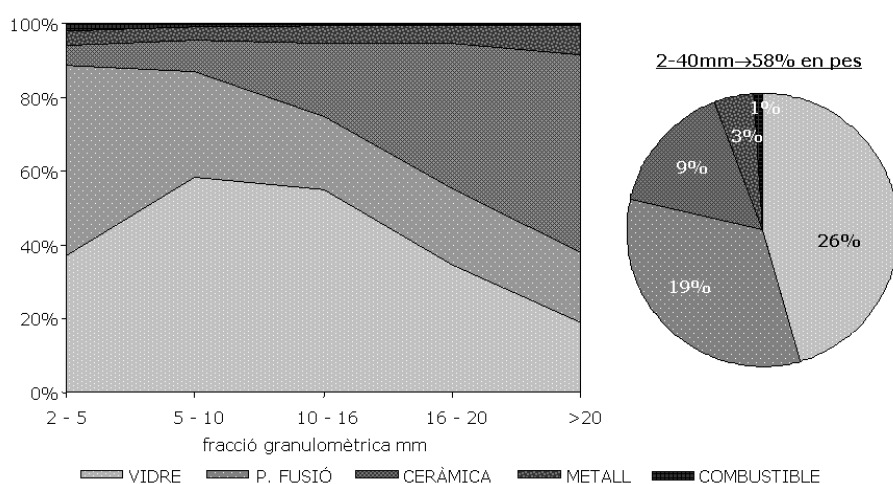 100%
80%
60%
40%
20%
0%
2 - 5 5 - 10 10 - 16 16 - 20 >20
fracció granulomètrica mm
2-40mm→58% en pes
1%
3%
9%
26%
19%
VIDRE P. FUSIÓ CERÀMICA METALL COMBUSTIBLE